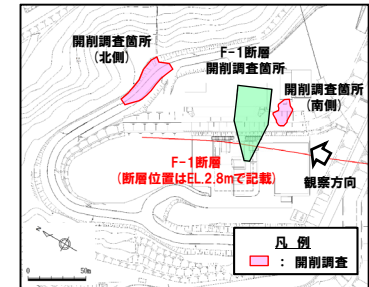 開削調査箇所
(北側)
F-1断層
開削調査箇所
開削調査箇所
(南側)
F-1断層
(断層位置はEL.2.8mで記載)
観察方向
N
凡 例
: 開削調査
0 50m